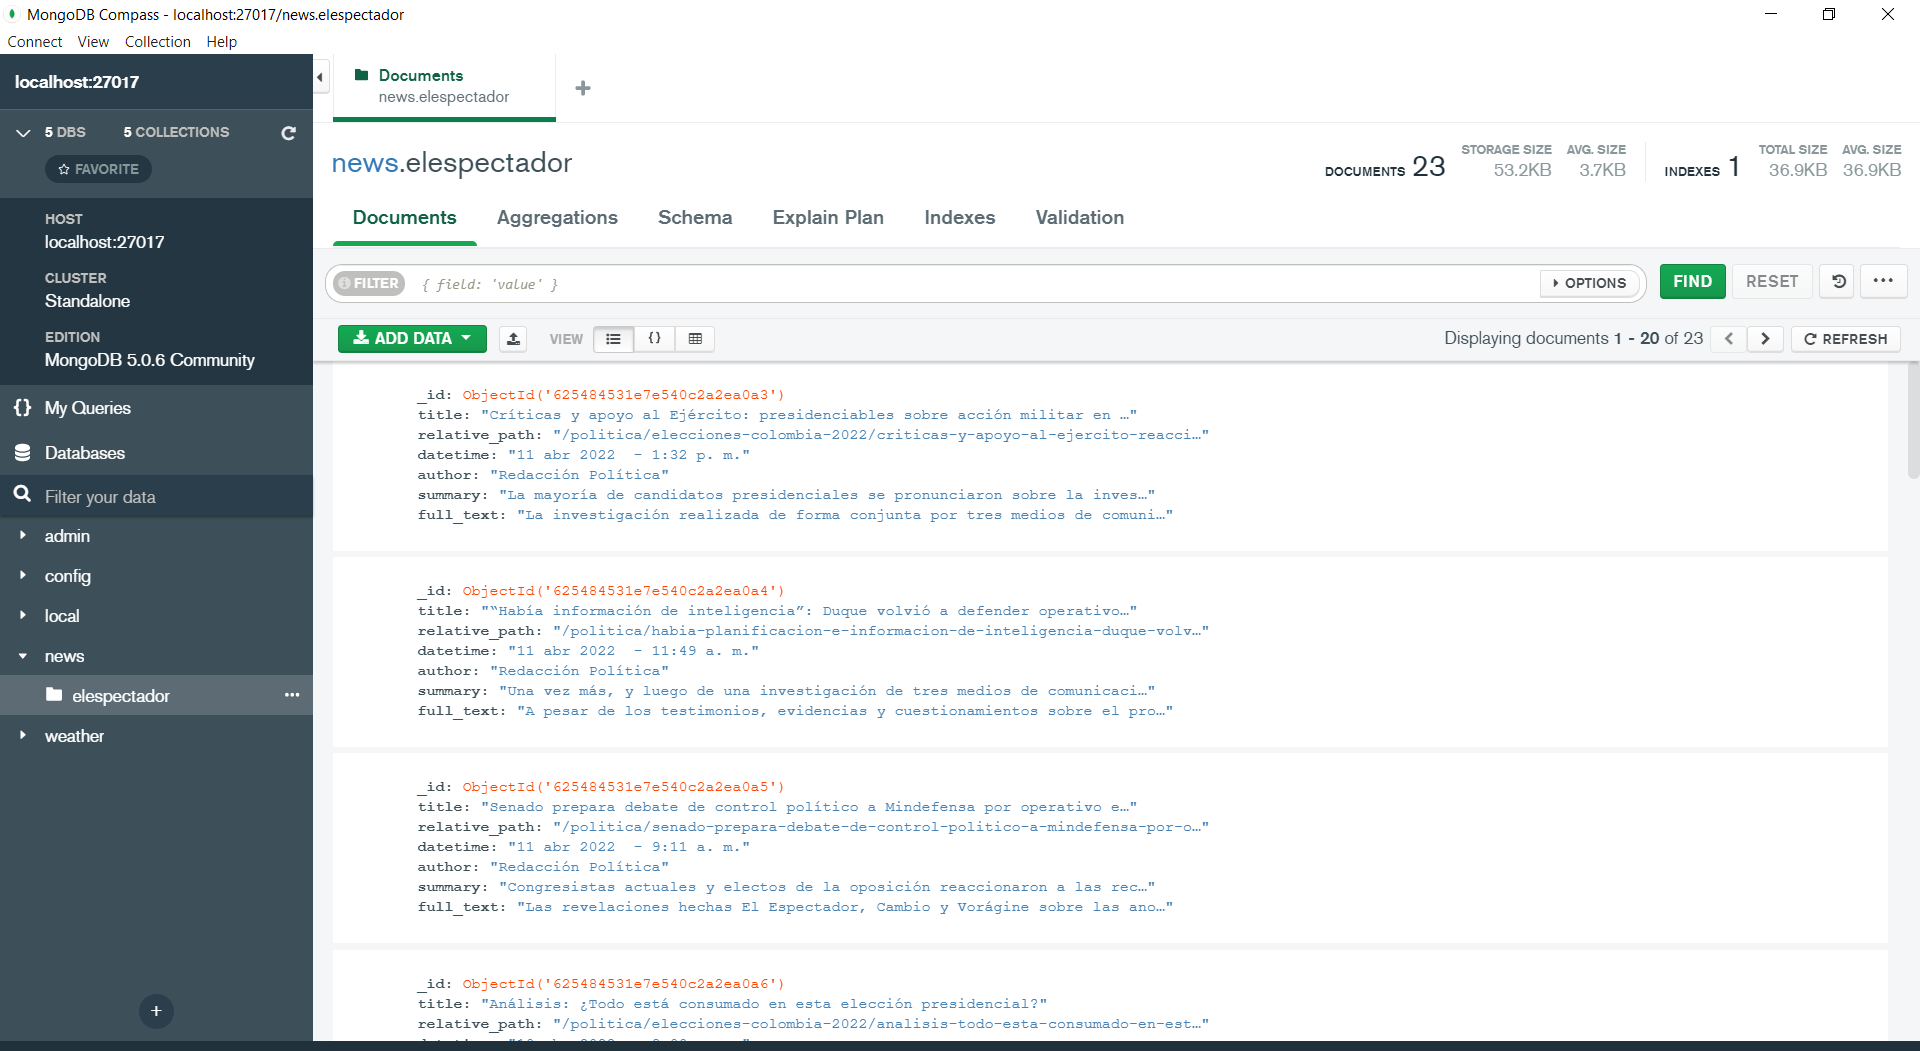 MongoDB Compass - localhost:27017/news.elespectador
Connect View Collection Help
localhost:27017
5 DBS 5 COLLECTIONS
FAVORITE
HOST
localhost:27017
CLUSTER
Standalone
EDITION
MongoDB 5.0.6 Community
{} My Queries
Databases
Filter your data
admin
config
local
news
elespectador ...
weather
+
Documents
news.elespectador
+
news.elespectador
DOCUMENTS 23
STORAGE SIZE
53.2KB
AVG. SIZE
3.7KB
INDEXES 1
TOTAL SIZE
36.9KB
AVG. SIZE
36.9KB
Documents Aggregations Schema Explain Plan Indexes Validation
FILTER { field: 'value' } OPTIONS FIND RESET ...
ADD DATA VIEW {} Displaying documents 1 - 20 of 23 < > REFRESH
_id: ObjectId('625484531e7e540c2a2ea0a3')
title: "Críticas y apoyo al Ejército: presidenciables sobre acción militar en …"
relative_path: "/politica/elecciones-colombia-2022/criticas-y-apoyo-al-ejercito-reacci…"
datetime: "11 abr 2022  - 1:32 p. m."
author: "Redacción Política"
summary: "La mayoría de candidatos presidenciales se pronunciaron sobre la inves…"
full_text: "La investigación realizada de forma conjunta por tres medios de comuni…"
_id: ObjectId('625484531e7e540c2a2ea0a4')
title: "“Había información de inteligencia”: Duque volvió a defender operativo…"
relative_path: "/politica/habia-planificacion-e-informacion-de-inteligencia-duque-volv…"
datetime: "11 abr 2022  - 11:49 a. m."
author: "Redacción Política"
summary: "Una vez más, y luego de una investigación de tres medios de comunicaci…"
full_text: "A pesar de los testimonios, evidencias y cuestionamientos sobre el pro…"
_id: ObjectId('625484531e7e540c2a2ea0a5')
title: "Senado prepara debate de control político a Mindefensa por operativo e…"
relative_path: "/politica/senado-prepara-debate-de-control-politico-a-mindefensa-por-o…"
datetime: "11 abr 2022  - 9:11 a. m."
author: "Redacción Política"
summary: "Congresistas actuales y electos de la oposición reaccionaron a las rec…"
full_text: "Las revelaciones hechas El Espectador, Cambio y Vorágine sobre las ano…"
_id: ObjectId('625484531e7e540c2a2ea0a6')
title: "Análisis: ¿Todo está consumado en esta elección presidencial?"
relative_path: "/politica/elecciones-colombia-2022/analisis-todo-esta-consumado-en-est…"